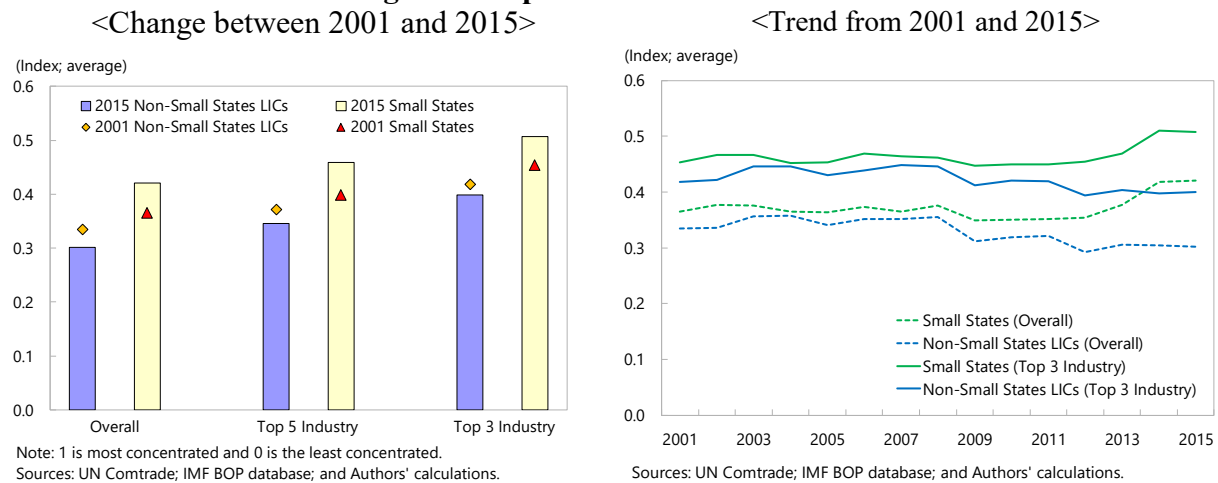 <Change between 2001 and 2015>
(Index; average)
0.6
0.5
0.4
0.3
0.2
0.1
0.0
2015 Non-Small States LICs
2015 Small States
2001 Non-Small States LICs
2001 Small States
Overall
Top 5 Industry
Top 3 Industry
Note: 1 is most concentrated and 0 is the least concentrated.
Sources: UN Comtrade; IMF BOP database; and Authors' calculations.
<Trend from 2001 and 2015>
(Index; average)
0.6
0.5
0.4
0.3
0.2
0.1
0.0
Small States (Overall)
Non-Small States LICs (Overall)
Small States (Top 3 Industry)
Non-Small States LICs (Top 3 Industry)
2001 2003 2005 2007 2009 2011 2013 2015
Sources: UN Comtrade; IMF BOP database; and Authors' calculations.